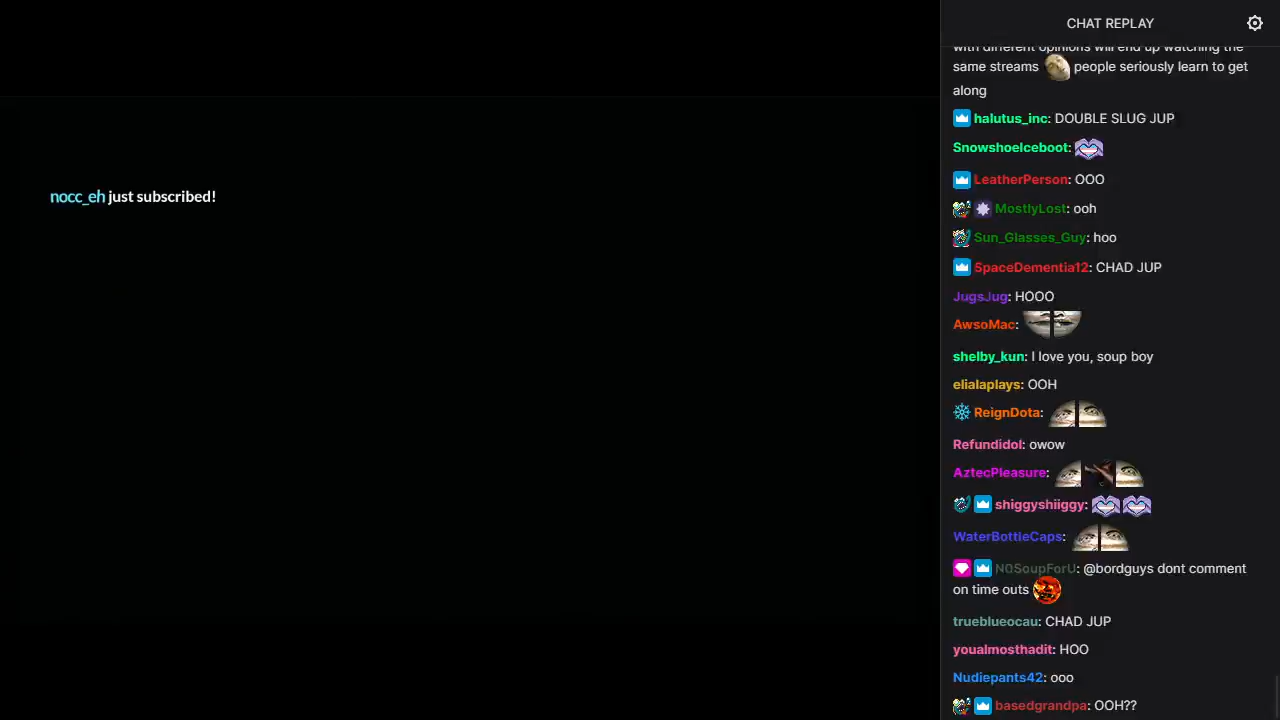 CHAT REPLAY
with different opinions will end up watching the
same streams people seriously learn to get
along
halutus_inc: DOUBLE SLUG JUP
SnowshoeIceboot:
nocc_eh just subscribed!
LeatherPerson: OOO
MostlyLost: ooh
Sun_Glasses_Guy: hoo
SpaceDementia12: CHAD JUP
JugsJug: HOOO
AwsoMac:
shelby_kun: I love you, soup boy
elialaplays: OOH
ReignDota:
Refundidol: owow
AztecPleasure:
shiggyshiiggy:
WaterBottleCaps:
N0SoupForU: @bordguys dont comment
on time outs
trueblueocau: CHAD JUP
youalmosthadit: HOO
Nudiepants42: ooo
basedgrandpa: OOH??